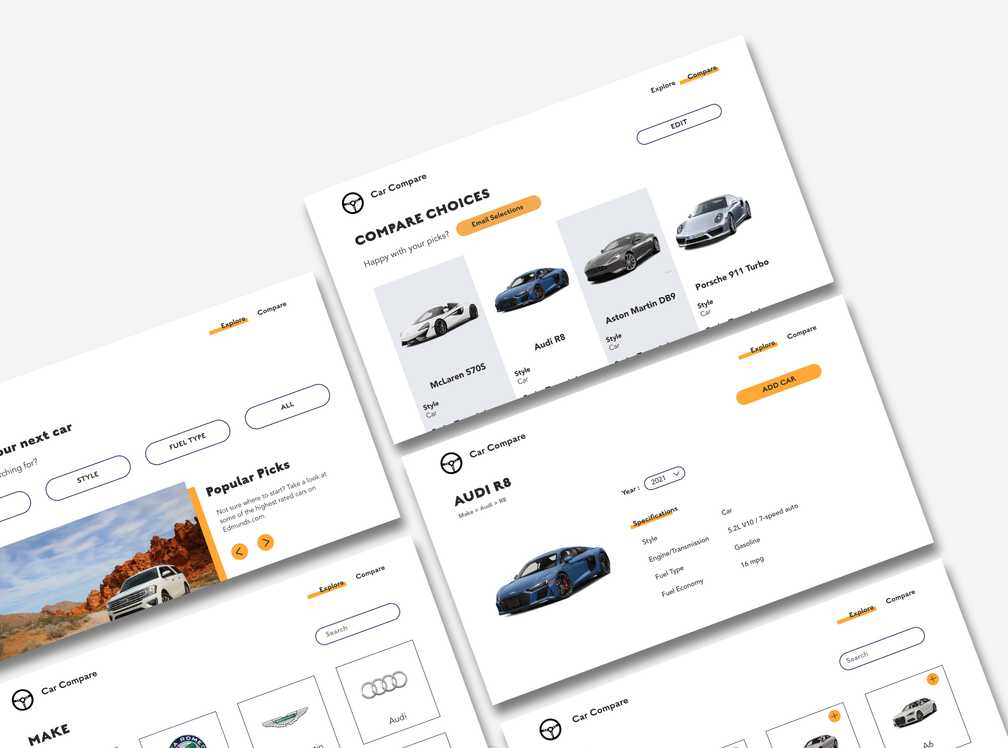 Explore
Compare
EDIT
Car Compare
COMPARE CHOICES
Happy with your picks?
Email Selections
McLaren 570S
Style
Car
Audi R8
Style
Car
Aston Martin DB9
Style
Car
Porsche 911 Turbo
Style
Car
Explore
Compare
our next car
STYLE
FUEL TYPE
ALL
Popular Picks
Not sure where to start? Take a look at
some of the highest rated cars on
Edmunds.com.
Explore
Compare
ADD CAR
Car Compare
AUDI R8
Make > Audi > R8
Year :
2021
Specifications
Style
Car
Engine/Transmission
5.2L V10 / 7-speed auto
Fuel Type
Gasoline
Fuel Economy
16 mpg
Explore
Compare
Search
Car Compare
MAKE
Audi
Explore
Compare
Search
Car Compare
A6